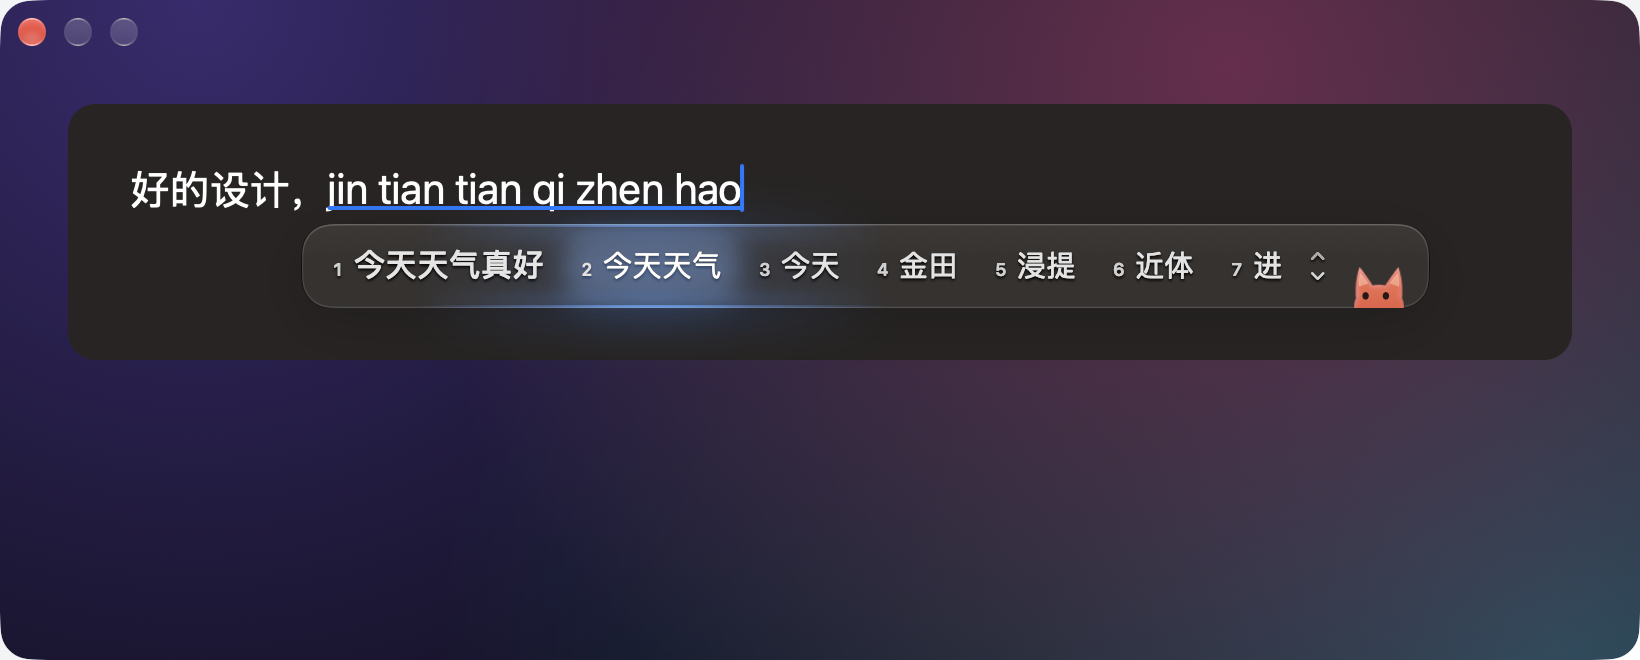 好的设计，jin tian tian qi zhen hao
1 今天天气真好 2 今天天气 3 今天 4 金田 5 浸提 6 近体 7 进